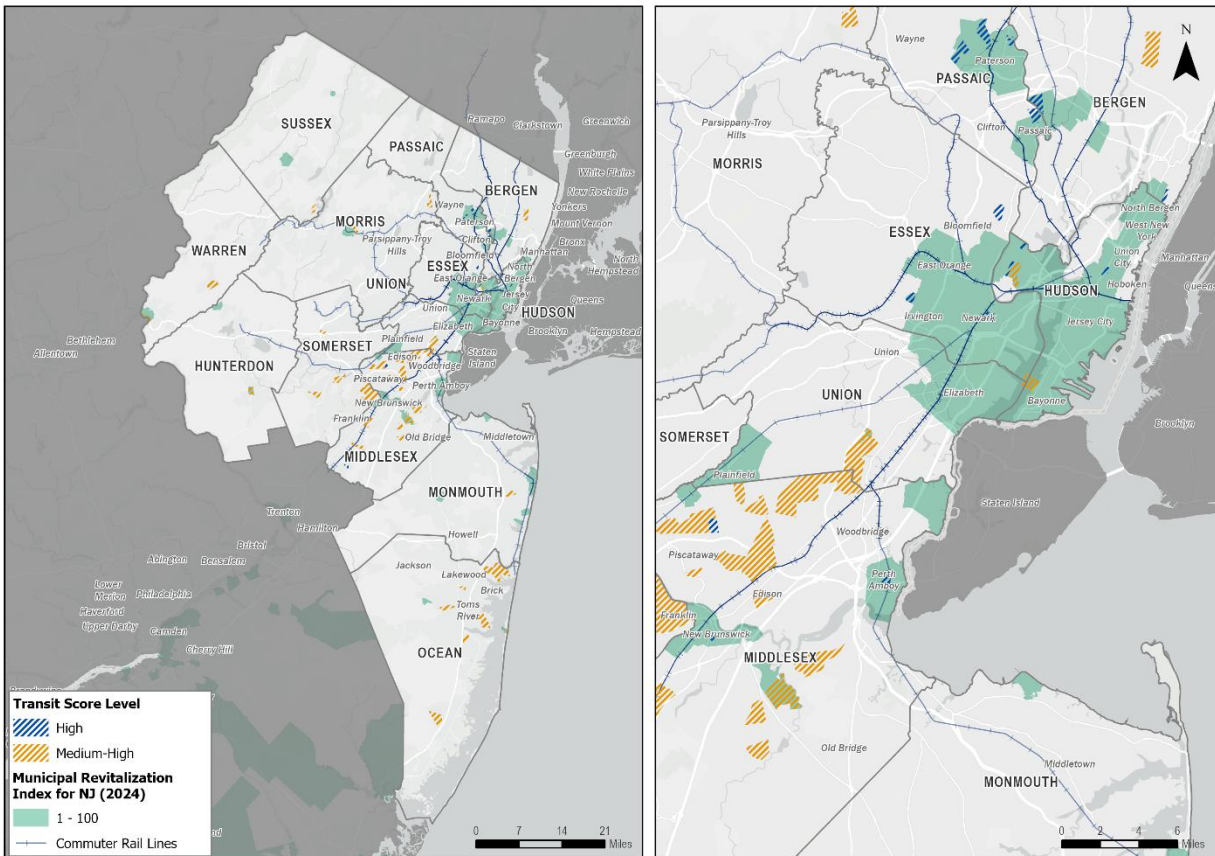 Ramapo
Clarkstown
Greenwich
SUSSEX
PASSAIC
Greenburgh
White Plains
BERGEN
New Rochelle
Wayne
Yonkers
Paterson
Mount Vernon
WARREN
MORRIS
Parsippany-Troy
Hills
Clifton
Manhattan
Bronx
Bloomfield
ESSEX
North
Bergen
North
Hempstead
East Orange
UNION
Newark
Jersey
City
Queens
Union
HUDSON
Bethlehem
Allentown
SOMERSET
Elizabeth
Bayonne
Brooklyn
Hempstead
Plainfield
Staten
Island
HUNTERDON
Edison
Woodbridge
Piscataway
Perth Amboy
New Brunswick
Franklin
Old Bridge
Middletown
MIDDLESEX
MONMOUTH
Trenton
Hamilton
Howell
Bristol
Abington
Bensalem
Jackson
Lakewood
Lower
Merion
Philadelphia
Brick
Haverford
Toms
River
Upper Darby
Camden
Cherry Hill
OCEAN
Transit Score Level
High
Medium-High
Municipal Revitalization
Index for NJ (2024)
1 - 100
Commuter Rail Lines
0 7 14 21
Miles
N
Wayne
Paterson
PASSAIC
BERGEN
Parsippany-Troy
Hills
Clifton
Passaic
MORRIS
North Bergen
West New
York
ESSEX
Bloomfield
Union
City
Manhattan
East Orange
Hoboken
HUDSON
Queens
Irvington
Newark
Jersey City
Union
Elizabeth
Bayonne
UNION
Brooklyn
SOMERSET
Plainfield
Staten Island
Woodbridge
Piscataway
Perth
Amboy
Edison
Franklin
New Brunswick
MIDDLESEX
Old Bridge
Middletown
MONMOUTH
0 2 4 6
Miles